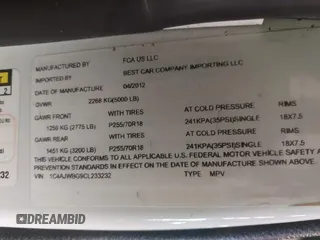 MANUFACTURED BY FCA US LLC
IMPORTED BY BEST CAR COMPANY IMPORTING LLC
DATE OF MANUFACTURE 04/2012
GVWR 2268 KG(5000 LB)
GAWR FRONT WITH TIRES AT COLD PRESSURE RIMS
1256 KG (2775 LB) P255/70R18 241KPA(35PSI)SINGLE 18X7.5
GAWR REAR WITH TIRES AT COLD PRESSURE RIMS
1451 KG (3200 LB) P255/70R18 241KPA(35PSI)SINGLE 18X7.5
THIS VEHICLE CONFORMS TO ALL APPLICABLE U.S. FEDERAL MOTOR VEHICLE SAFETY
PREVENTION STANDARDS IN EFFECT ON THE DATE OF MANUFACTURE SHOWN ABOVE.
VIN: TYPE: MPV
232